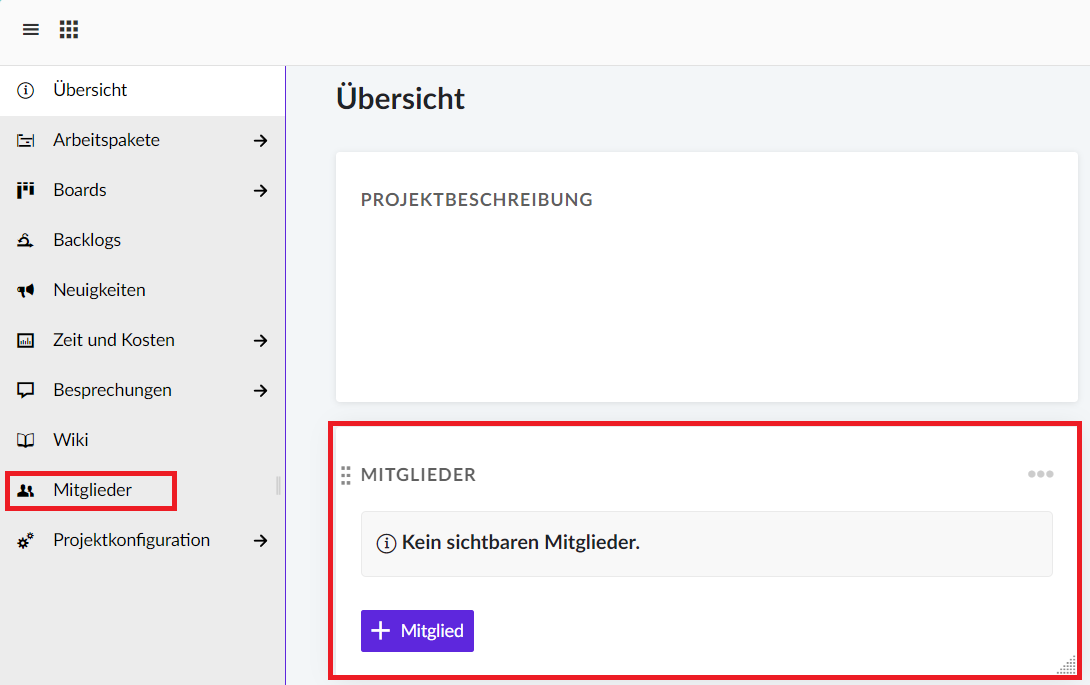 Übersicht
Arbeitspakete
Boards
Backlogs
Neuigkeiten
Zeit und Kosten
Besprechungen
Wiki
Mitglieder
Projektkonfiguration
Übersicht
PROJEKTBESCHREIBUNG
MITGLIEDER
Kein sichtbaren Mitglieder.
Mitglied